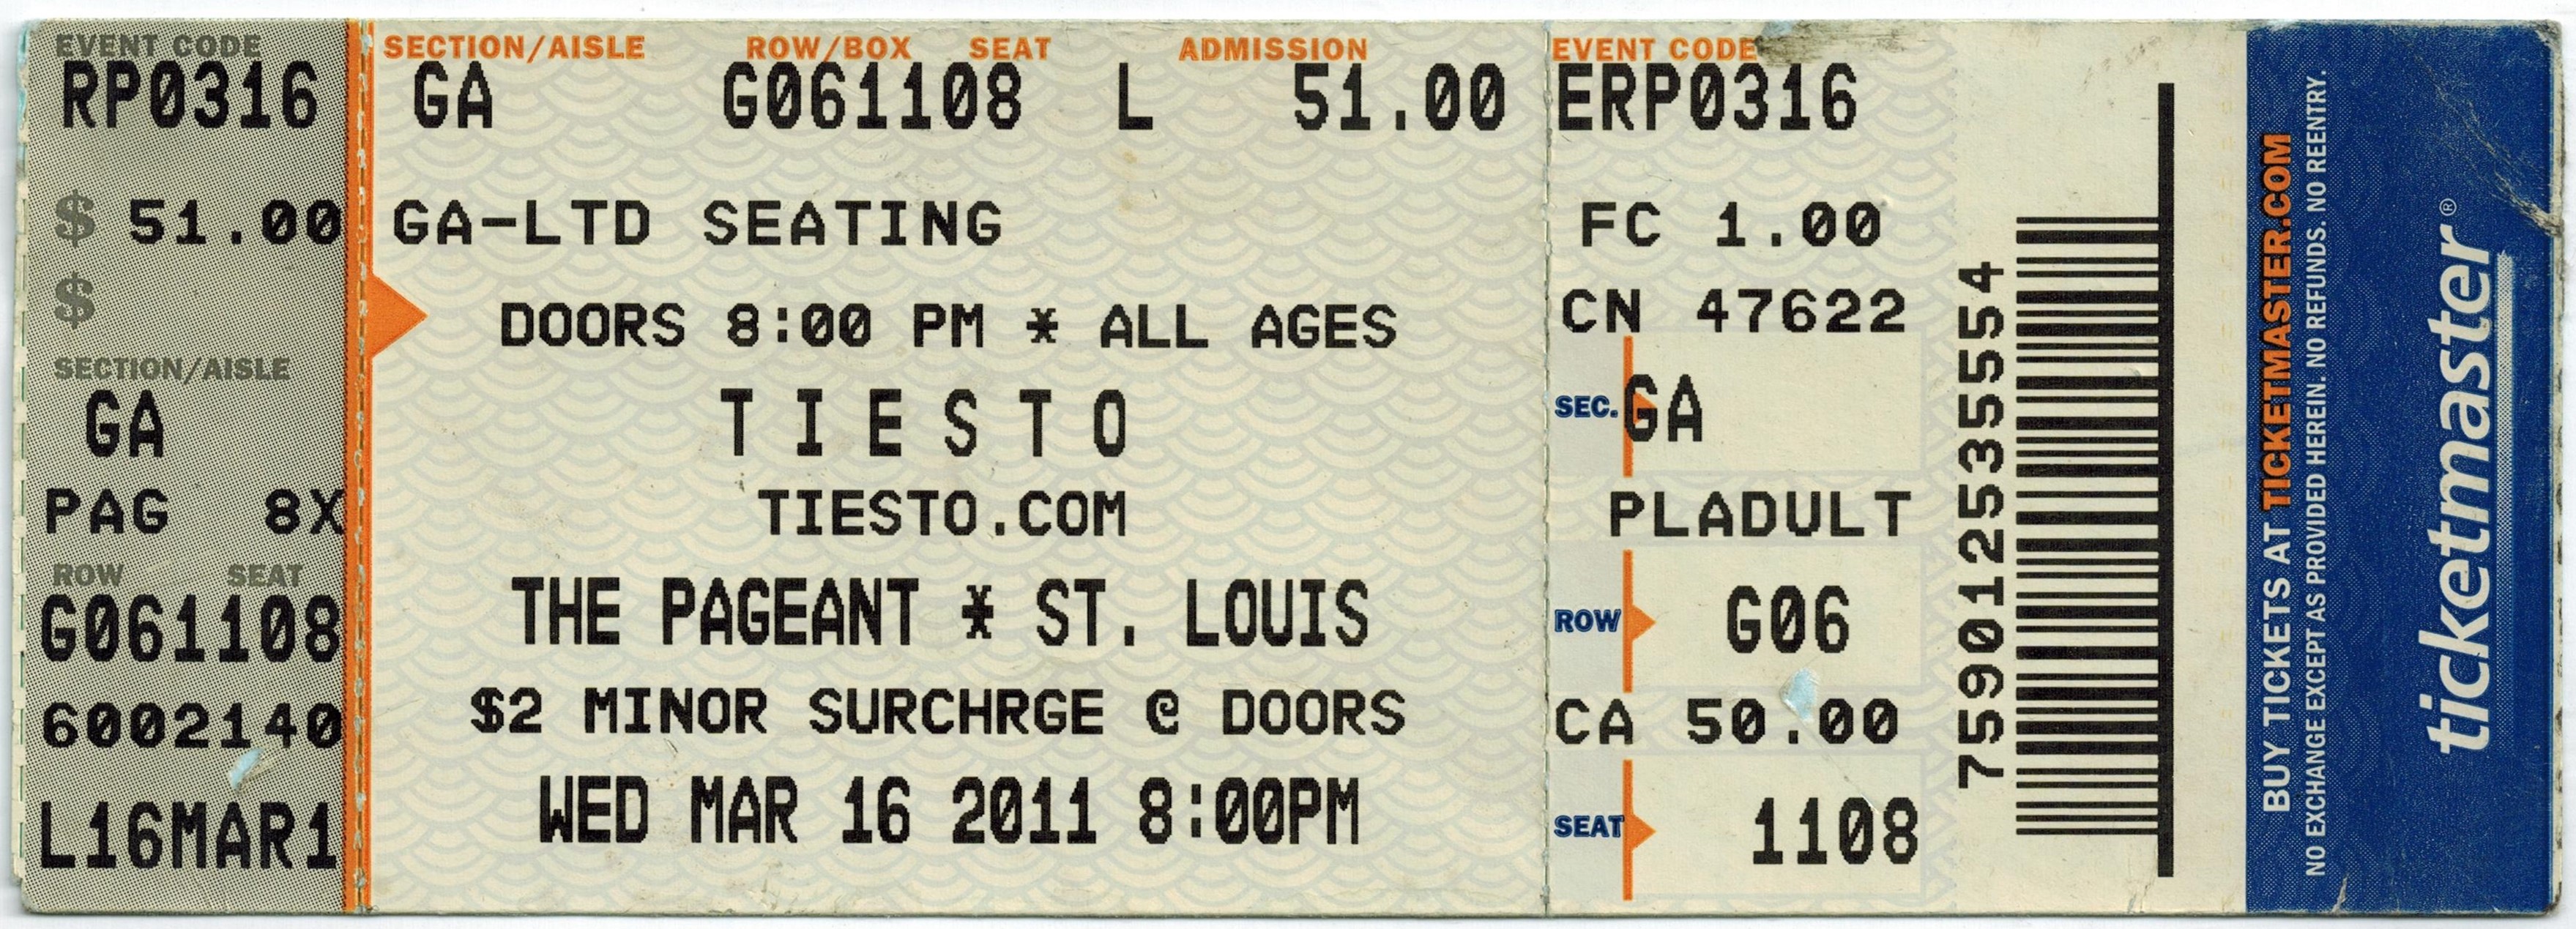 EVENT CODE
RP0316
$ 51.00
$
SECTION/AISLE
GA
PAG 8X
ROW SEAT
G061108
6002140
L16MAR1
SECTION/AISLE ROW/BOX SEAT ADMISSION
GA G061108 L 51.00
GA-LTD SEATING
DOORS 8:00 PM * ALL AGES
T I E S T O
TIESTO.COM
THE PAGEANT * ST. LOUIS
$2 MINOR SURCHRGE @ DOORS
WED MAR 16 2011 8:00PM
EVENT CODE
ERP0316
FC 1.00
CN 47622
SEC. GA
PLADULT
ROW G06
CA 50.00
SEAT 1108
759012535554
BUY TICKETS AT TICKETMASTER.COM
NO EXCHANGE EXCEPT AS PROVIDED HEREIN. NO REFUNDS. NO REENTRY.
ticketmaster®